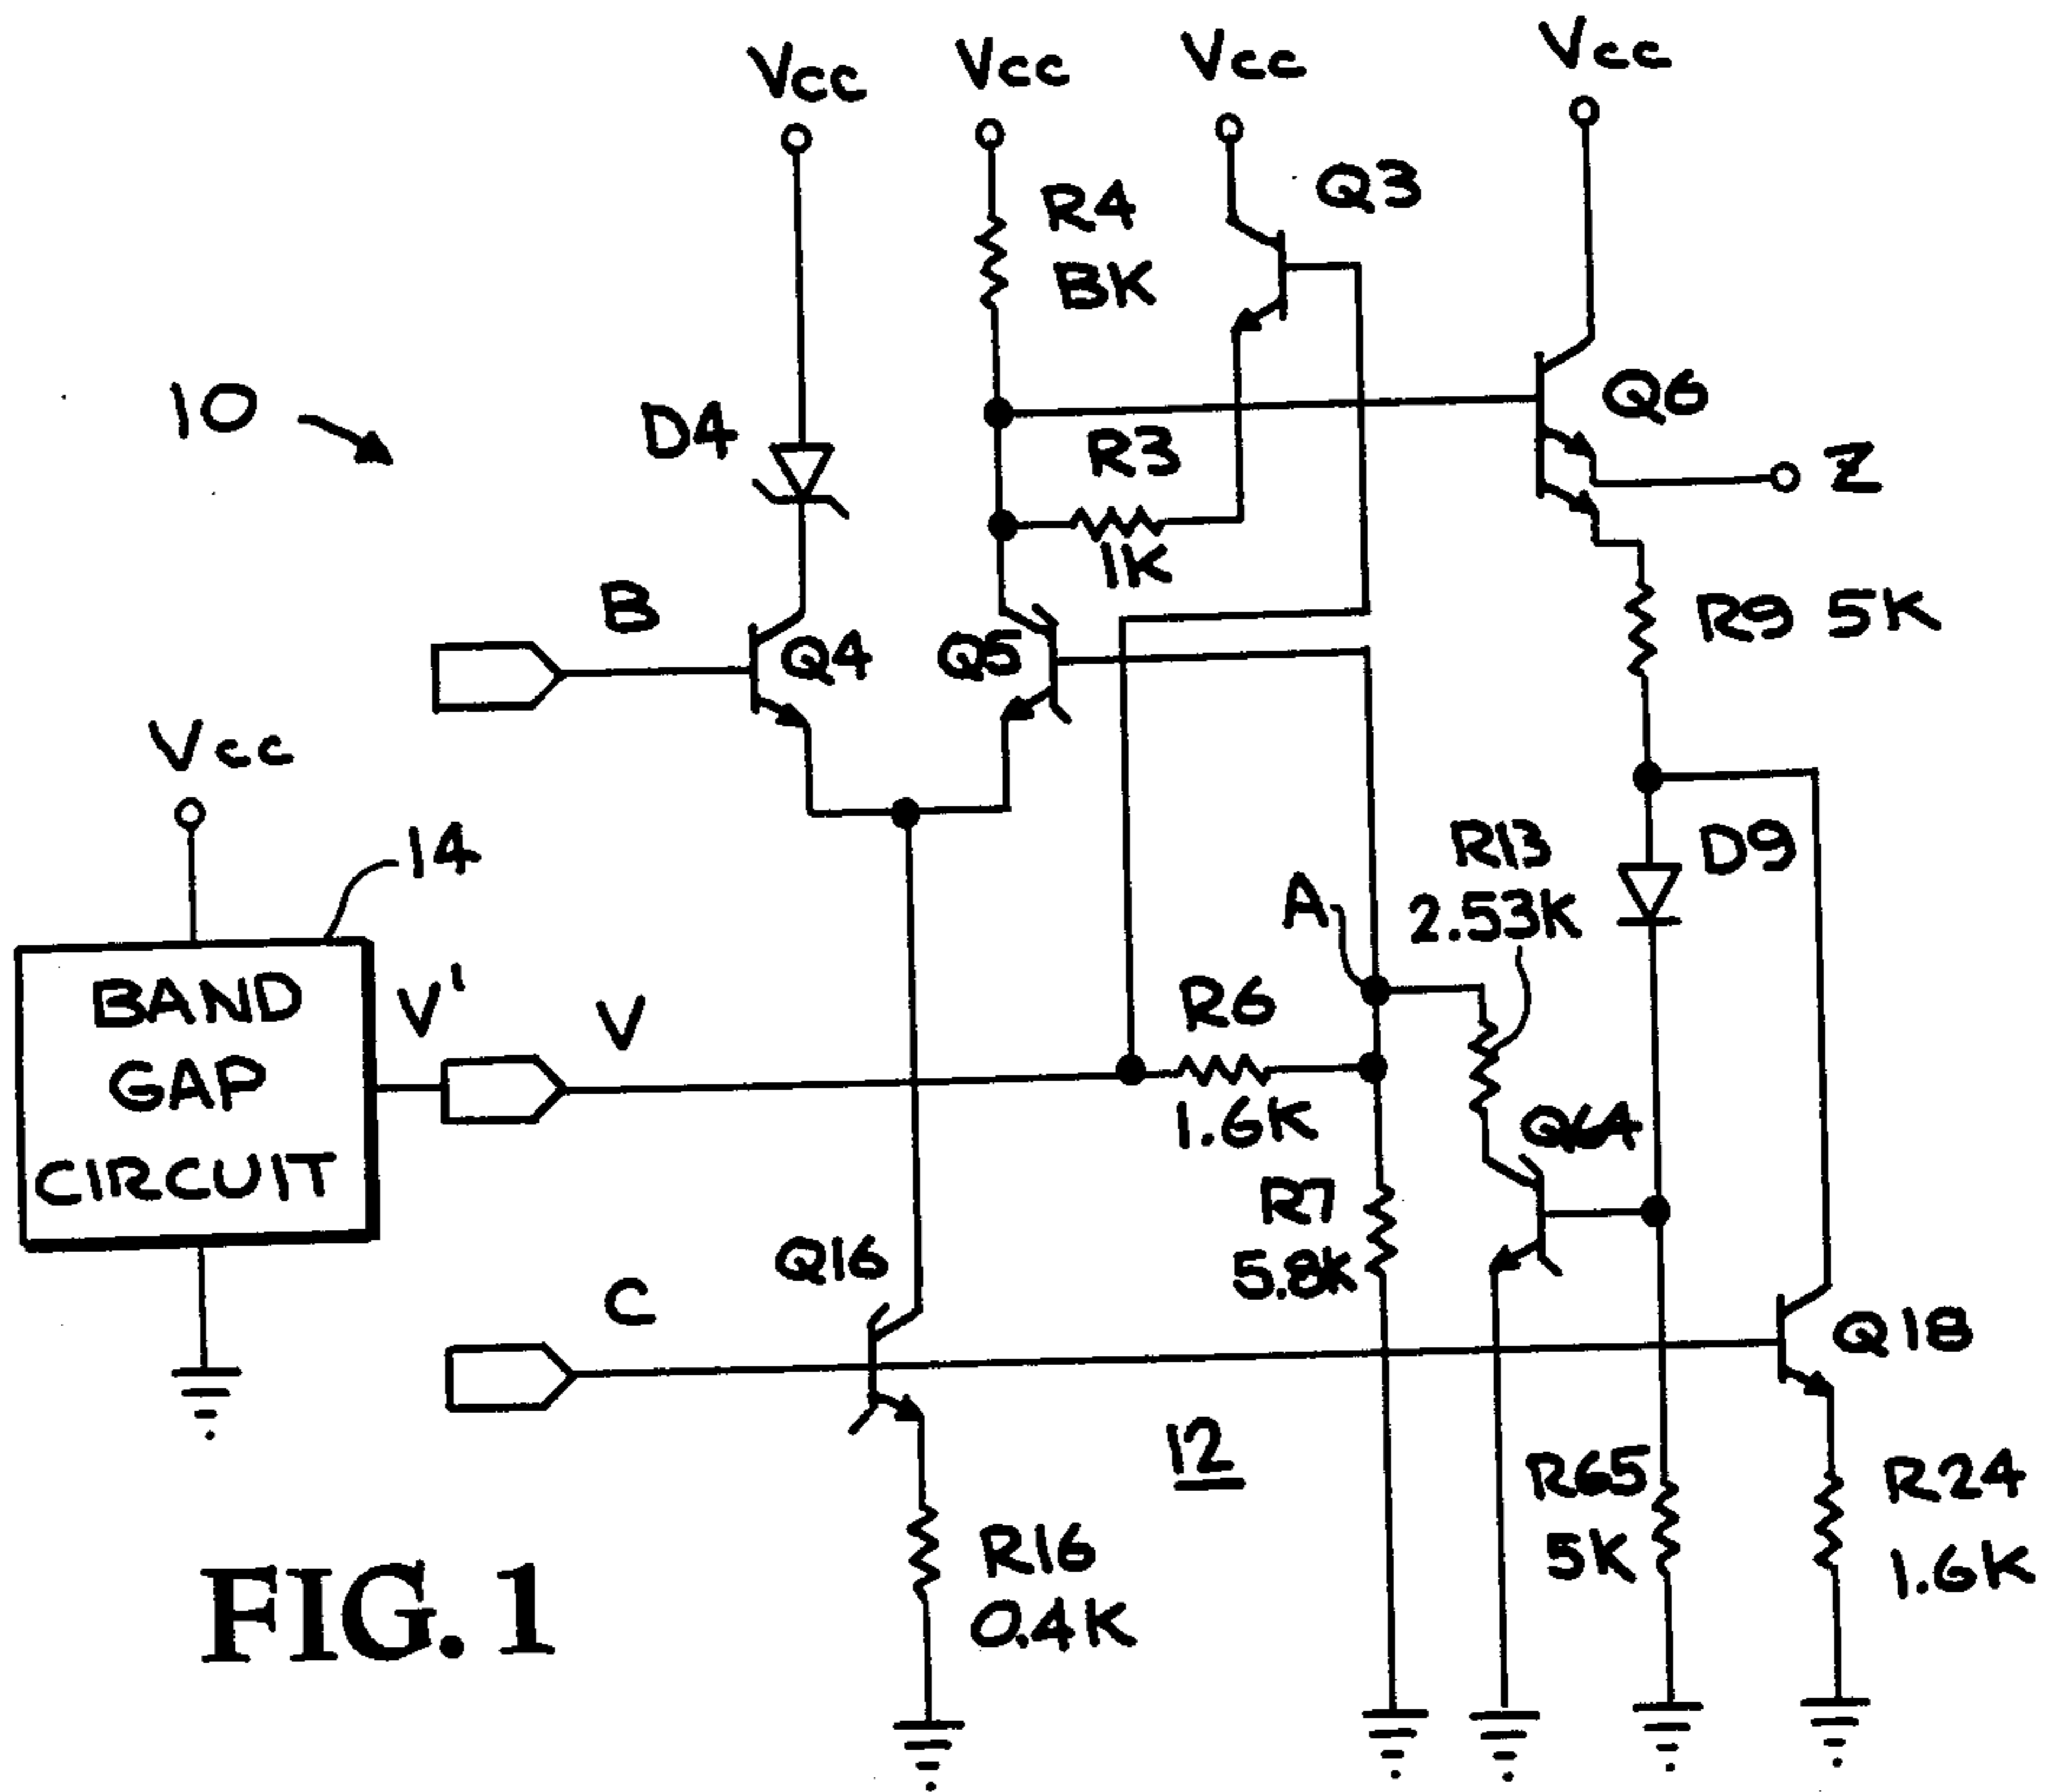 Vcc
Vcc
Vcc
Vcc
Q3
R4
BK
10
D4
R3
1K
Q6
Z
B
Q4
Q5
R9 5K
Vcc
14
BAND
GAP
CIRCUIT
V'
V
A
R13
2.53K
D9
R6
1.6K
Q64
R7
5.8K
Q16
C
Q18
12
R16
0.4K
R65
5K
R24
1.6K
FIG. 1